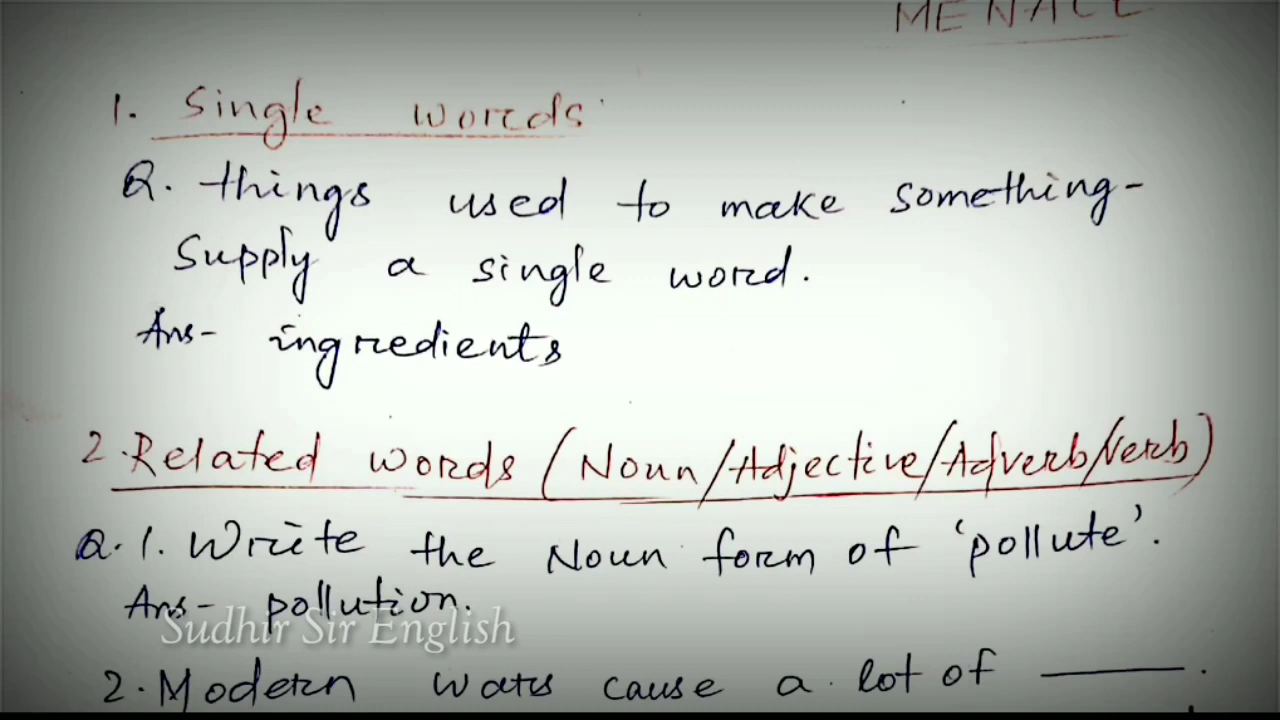 MENACE
1. Single words
Q. things used to make something-
Supply a single word.
Ans- ingredients
2. Related words (Noun/Adjective/Adverb/Verb)
Q. 1. Write the Noun form of 'pollute'.
Ans- pollution.
Sudhir Sir English
2. Modern wars cause a lot of ———.